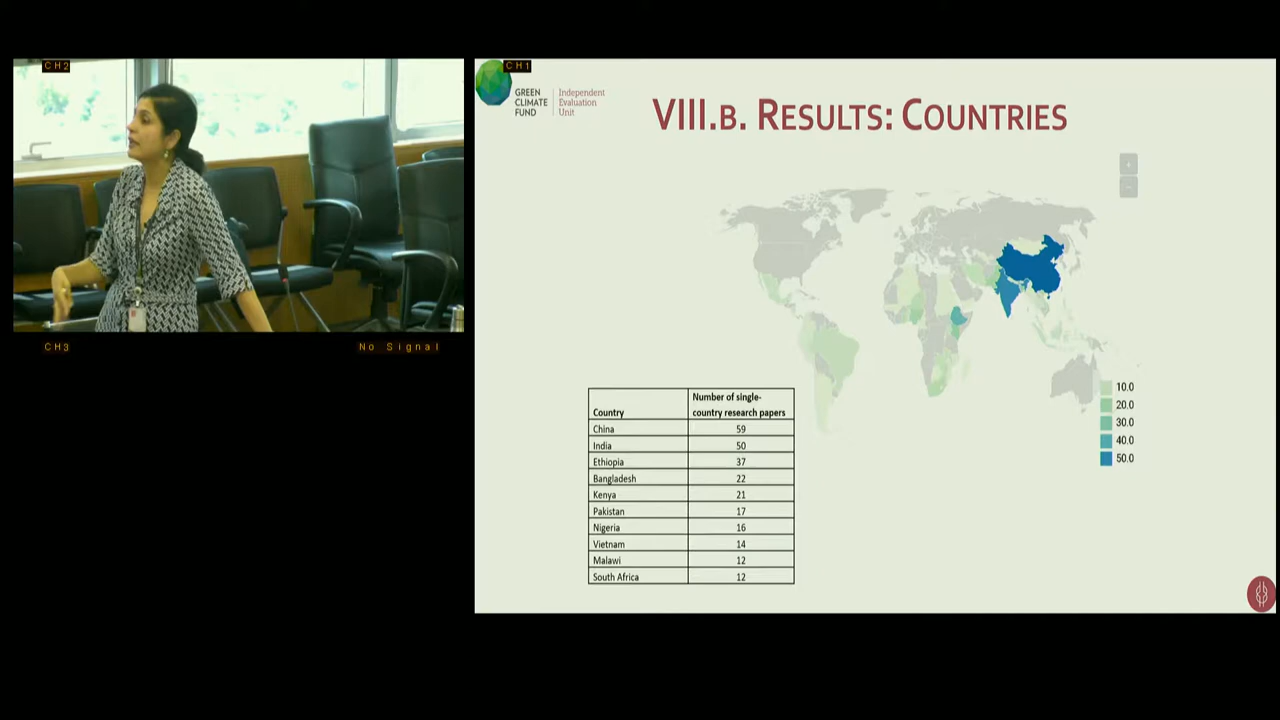 CH2
CH1
GREEN
CLIMATE
FUND
Independent
Evaluation
Unit
VIII.B. RESULTS: COUNTRIES
+
-
10.0
20.0
30.0
40.0
50.0
Country
Number of single-
country research papers
China 59
India 50
Ethiopia 37
Bangladesh 22
Kenya 21
Pakistan 17
Nigeria 16
Vietnam 14
Malawi 12
South Africa 12
CH3
No Signal